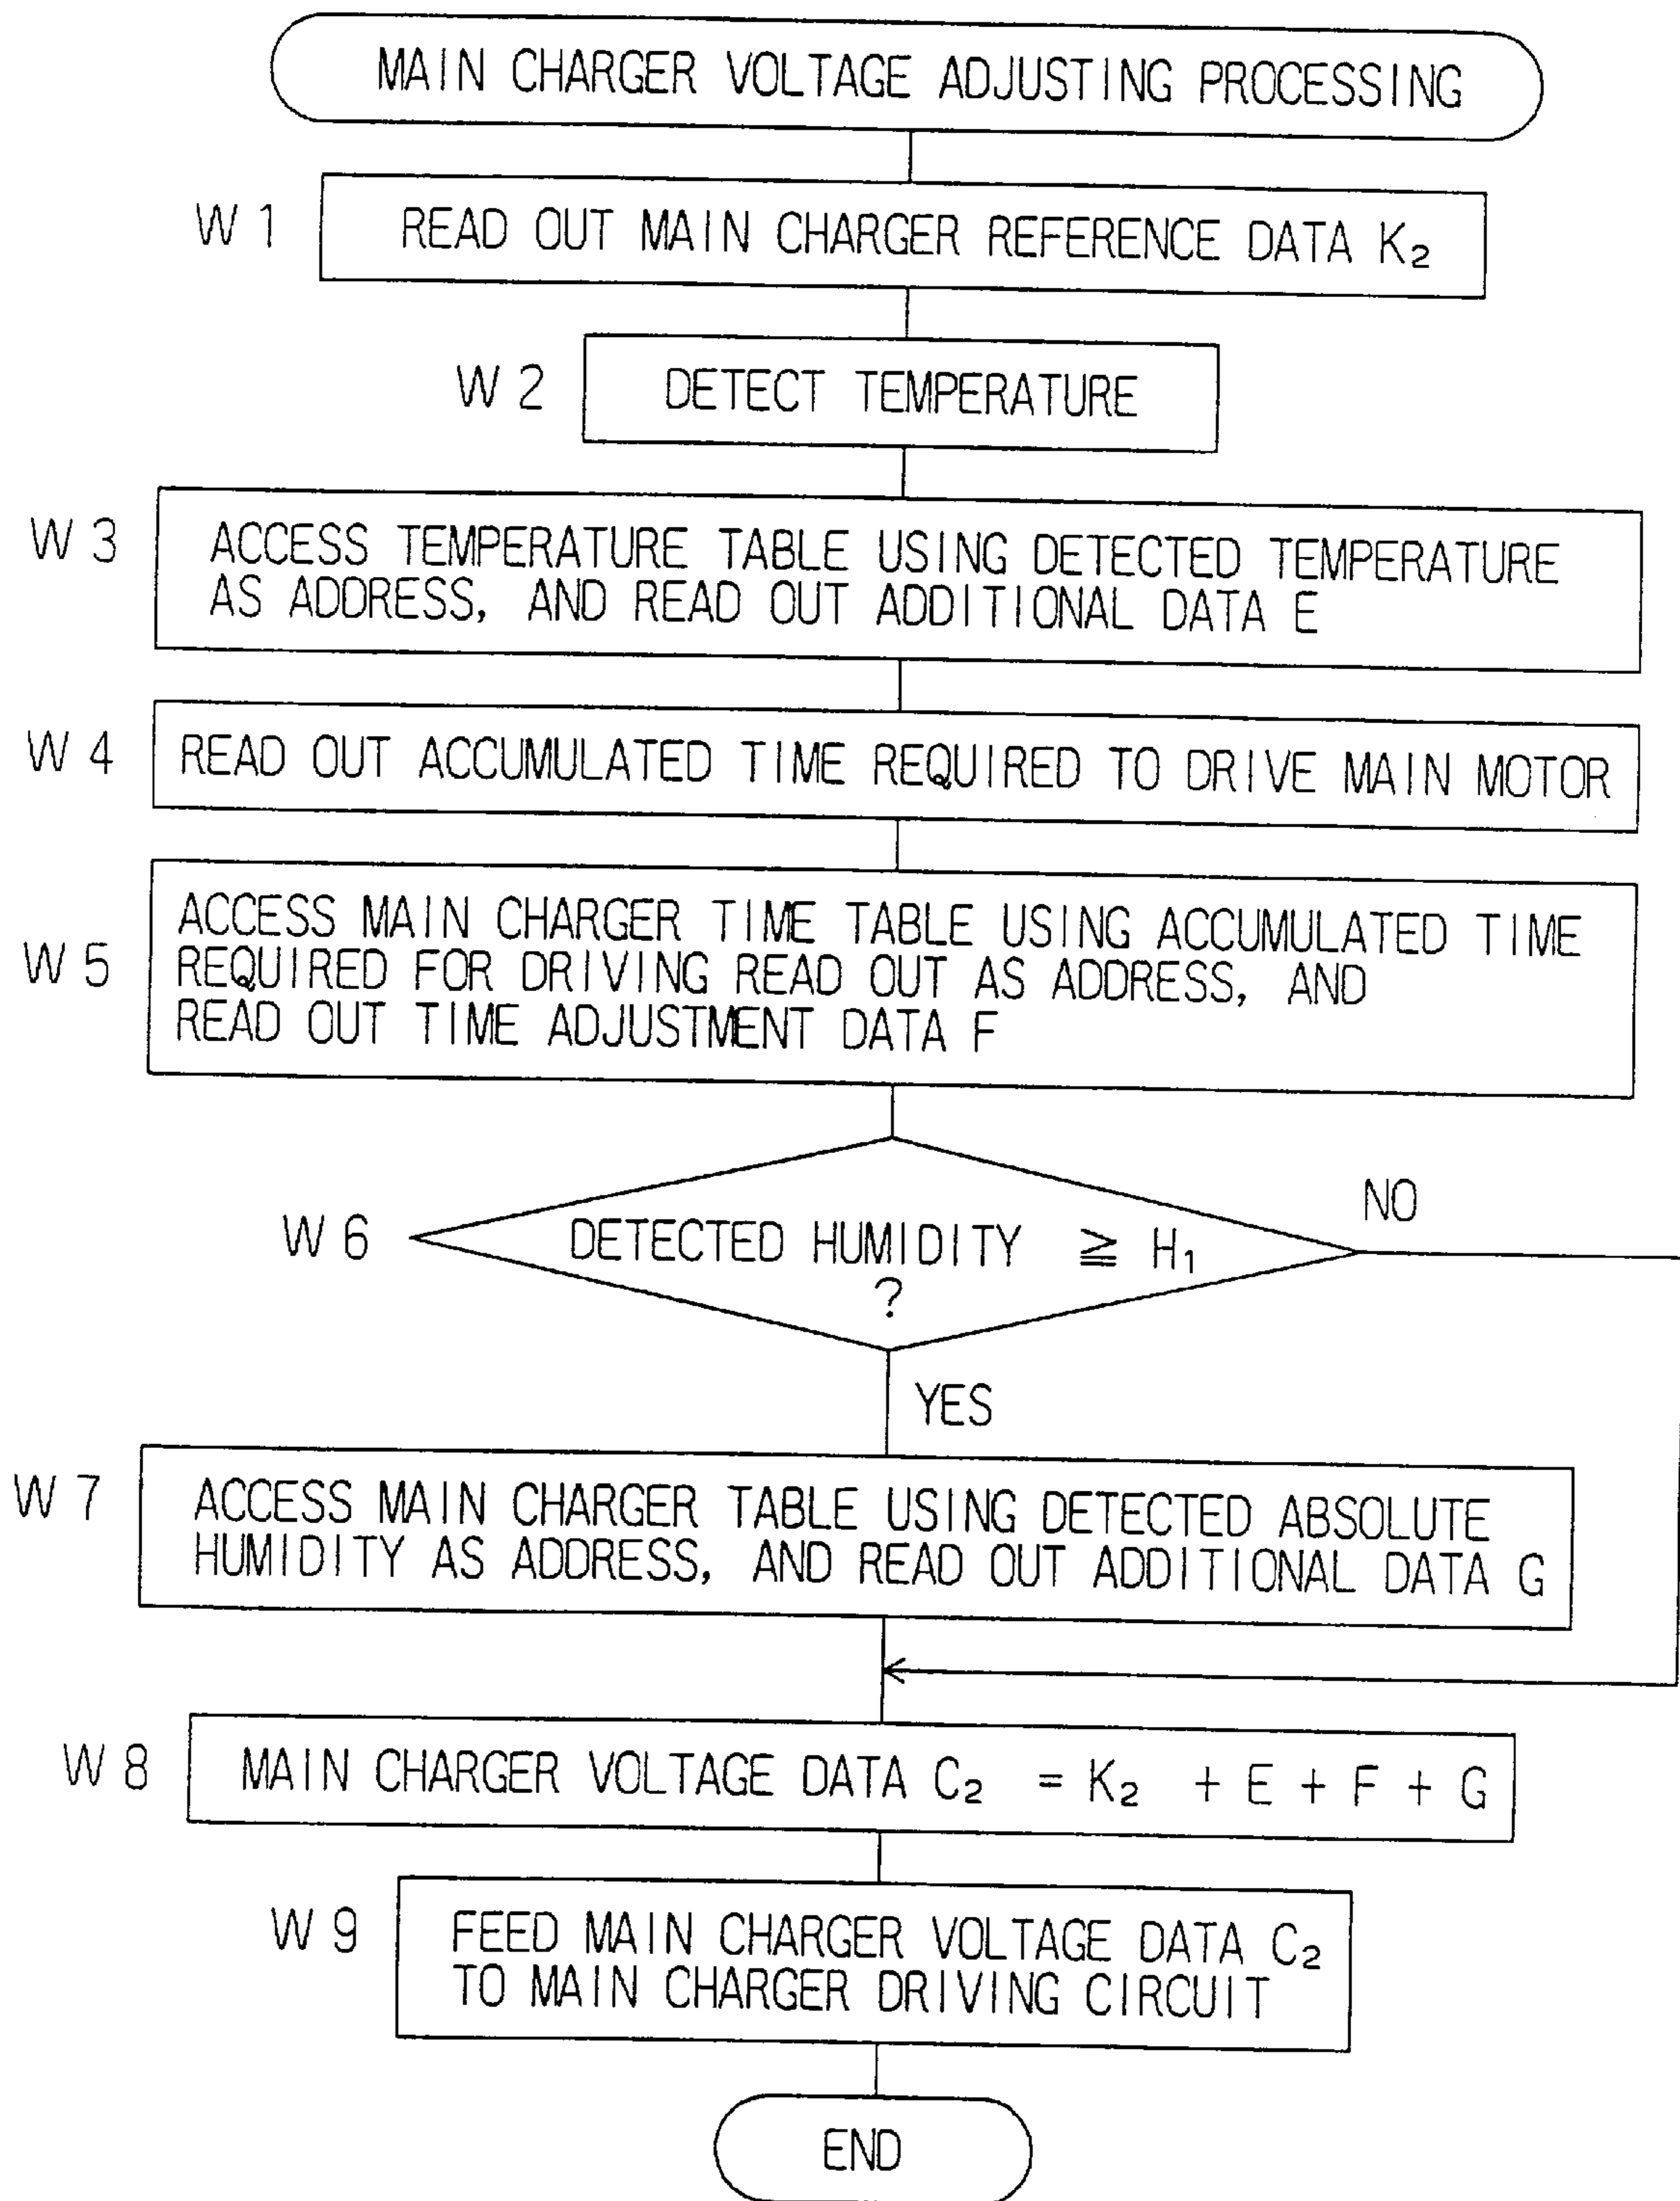 MAIN CHARGER VOLTAGE ADJUSTING PROCESSING
W 1
READ OUT MAIN CHARGER REFERENCE DATA K₂
W 2
DETECT TEMPERATURE
W 3
ACCESS TEMPERATURE TABLE USING DETECTED TEMPERATURE
AS ADDRESS, AND READ OUT ADDITIONAL DATA E
W 4
READ OUT ACCUMULATED TIME REQUIRED TO DRIVE MAIN MOTOR
W 5
ACCESS MAIN CHARGER TIME TABLE USING ACCUMULATED TIME
REQUIRED FOR DRIVING READ OUT AS ADDRESS, AND
READ OUT TIME ADJUSTMENT DATA F
W 6
DETECTED HUMIDITY ≧ H₁
?
NO
YES
W 7
ACCESS MAIN CHARGER TABLE USING DETECTED ABSOLUTE
HUMIDITY AS ADDRESS, AND READ OUT ADDITIONAL DATA G
W 8
MAIN CHARGER VOLTAGE DATA C₂ = K₂ + E + F + G
W 9
FEED MAIN CHARGER VOLTAGE DATA C₂
TO MAIN CHARGER DRIVING CIRCUIT
END